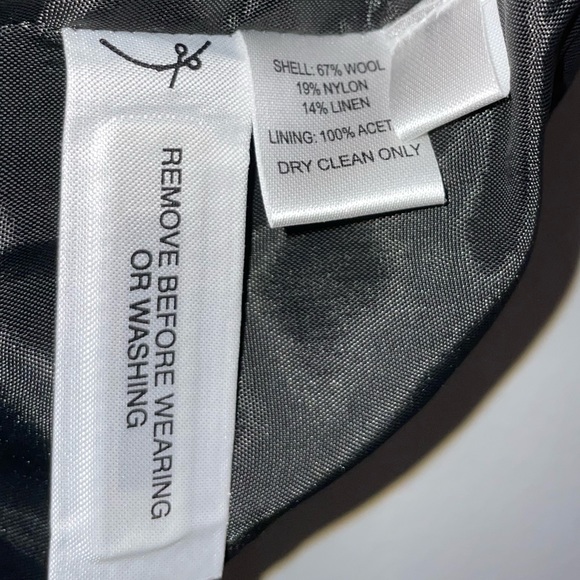 REMOVE BEFORE WEARING
OR WASHING
SHELL: 67% WOOL
19% NYLON
14% LINEN
LINING: 100% ACET
DRY CLEAN ONLY